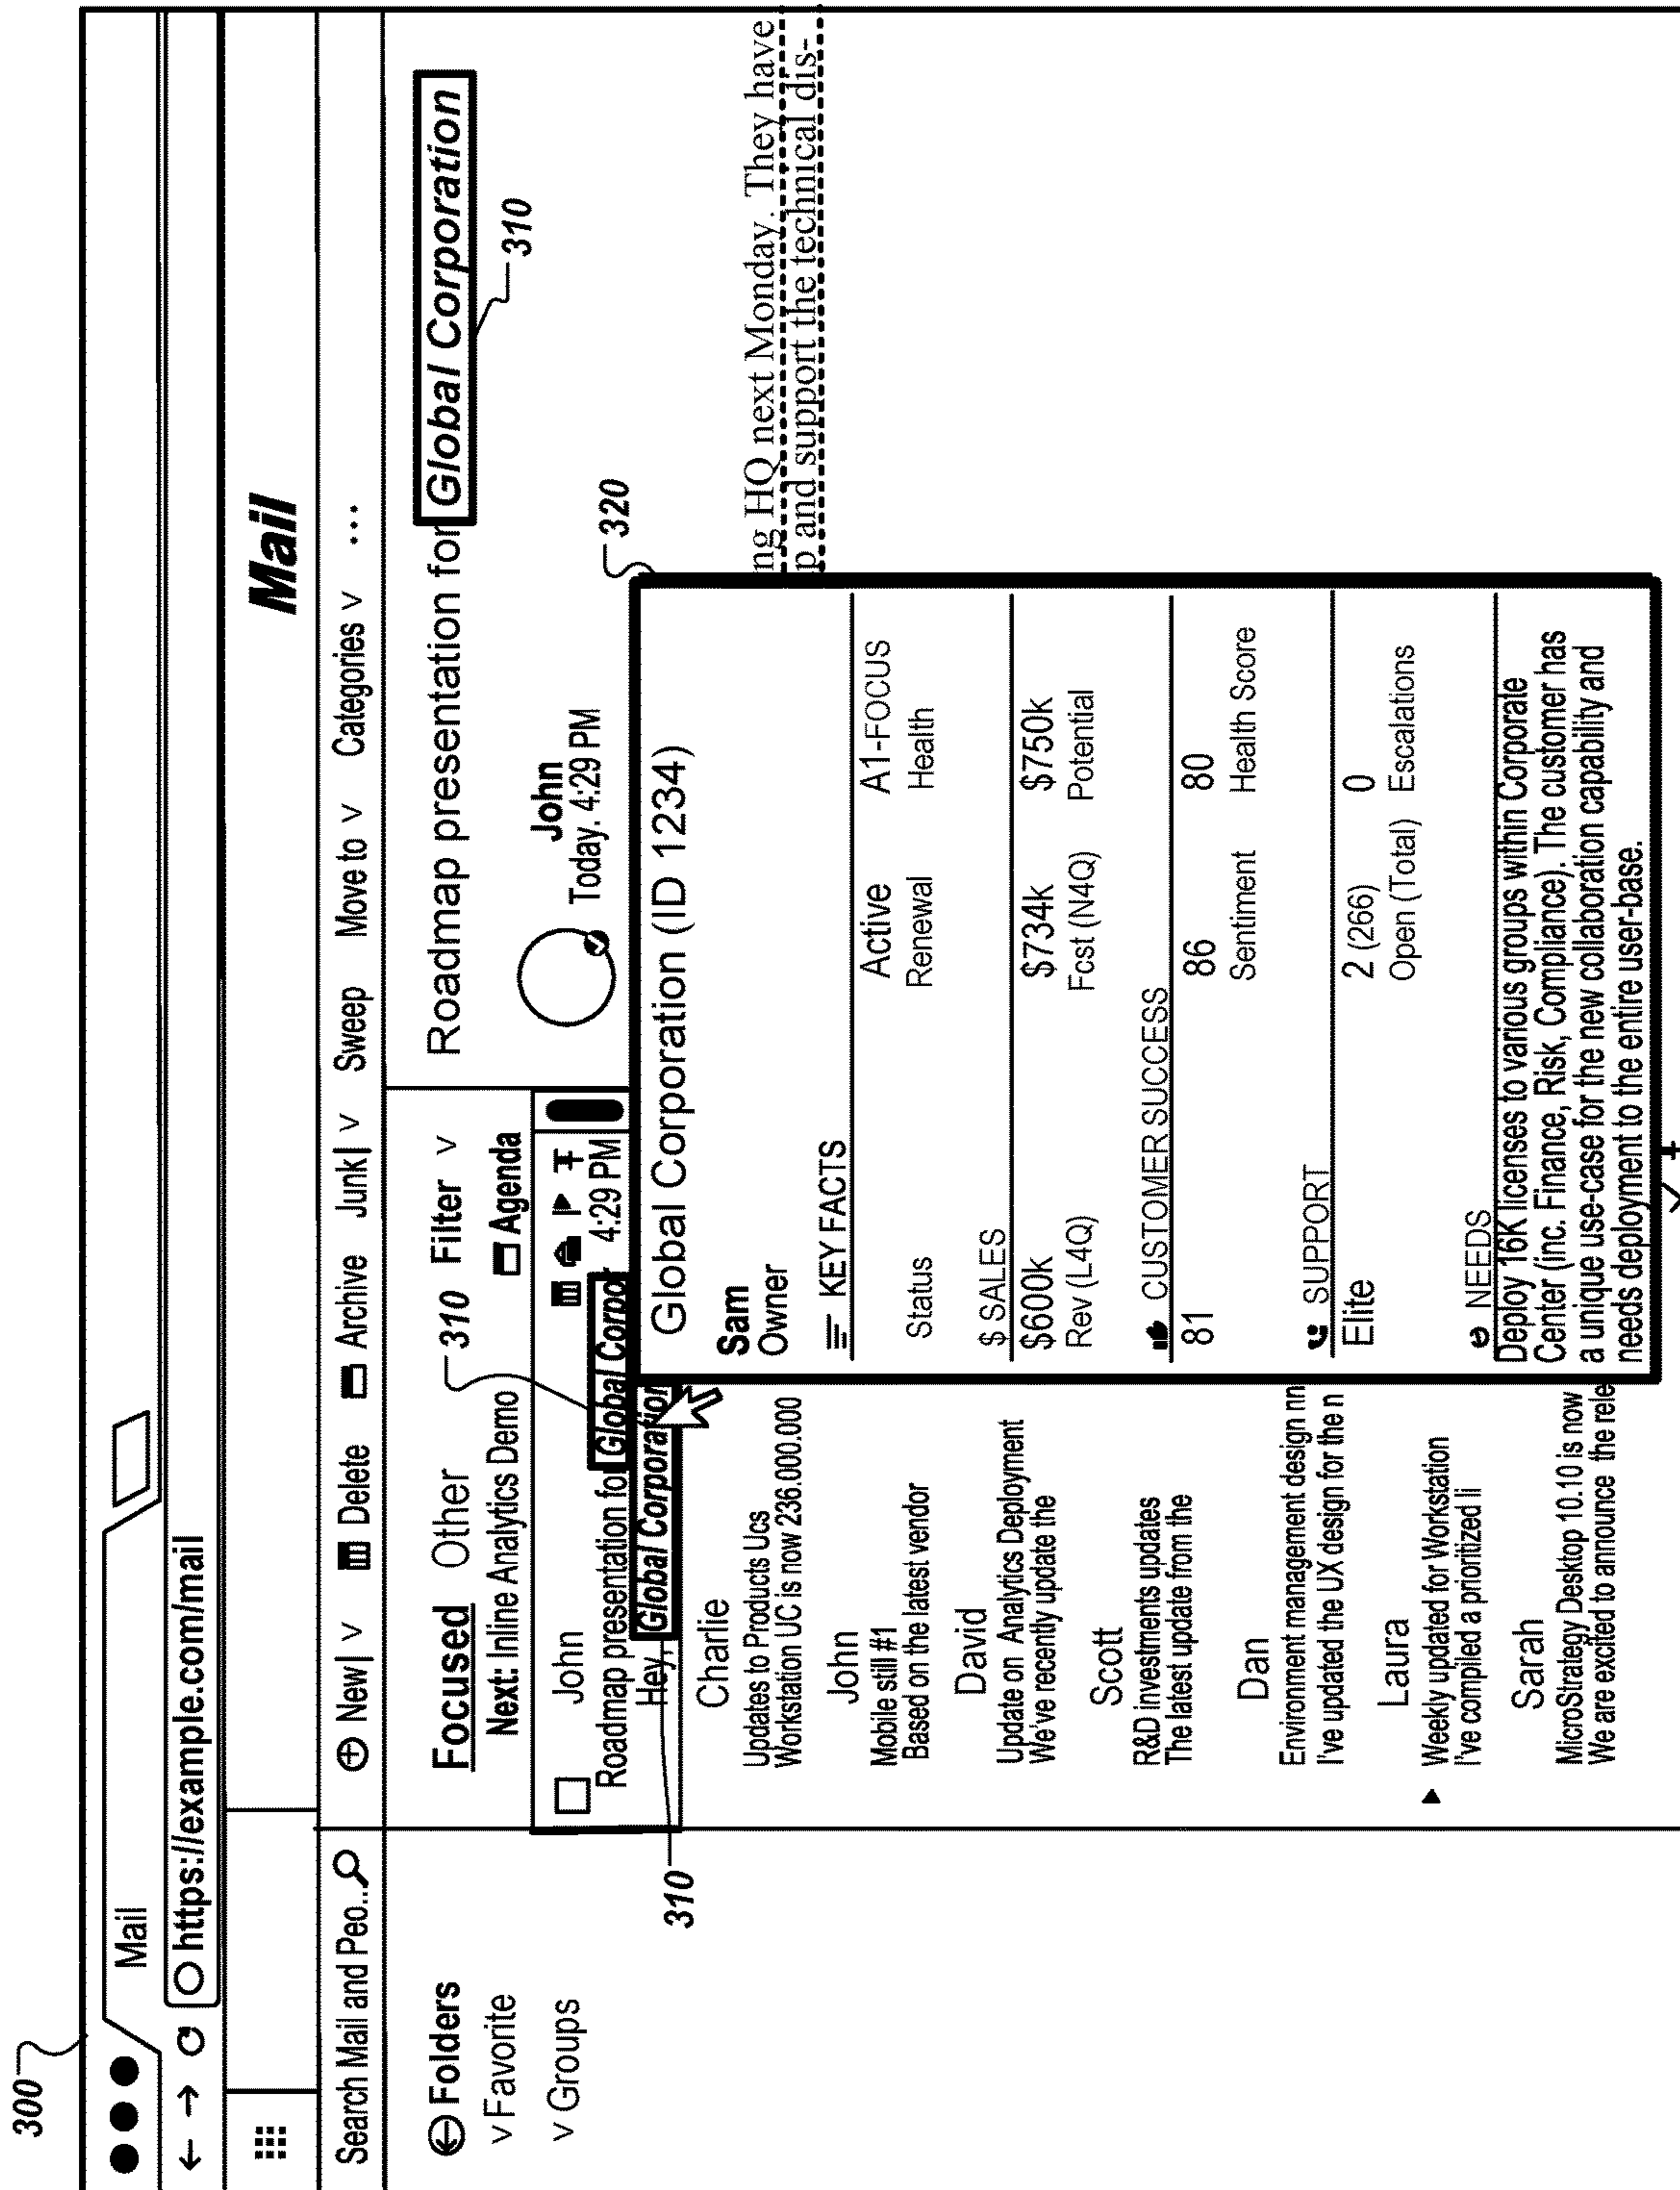 300
Mail
https://example.com/mail
Mail
Search Mail and Peo..
New Delete Archive Junk Sweep Move to Categories ...
Folders
Favorite
Groups
Focused Other 310 Filter
Next: Inline Analytics Demo Agenda
John
Roadmap presentation for Global Corpor 4:29 PM
Hey, Global Corporation
310
Charlie
Updates to Products Ucs
Workstation UC is now 236.000.000
John
Mobile still #1
Based on the latest vendor
David
Update on Analytics Deployment
We've recently update the
Scott
R&D investments updates
The latest update from the
Dan
Environment management design nn
I've updated the UX design for the n
Laura
Weekly updated for Workstation
I've compiled a prioritized li
Sarah
MicroStrategy Desktop 10.10 is now
We are excited to announce the rele
Roadmap presentation for Global Corporation
310
John
Today. 4:29 PM
320
ng HQ next Monday. They have
p and support the technical dis-
Global Corporation (ID 1234)
Sam
Owner
KEY FACTS
Active A1-FOCUS
Status Renewal Health
$ SALES
$600k $734k $750k
Rev (L4Q) Fcst (N4Q) Potential
CUSTOMER SUCCESS
81 86 80
Sentiment Health Score
SUPPORT
Elite 2 (266) 0
Open (Total) Escalations
NEEDS
Deploy 16K licenses to various groups within Corporate
Center (inc. Finance, Risk, Compliance). The customer has
a unique use-case for the new collaboration capability and
needs deployment to the entire user-base.